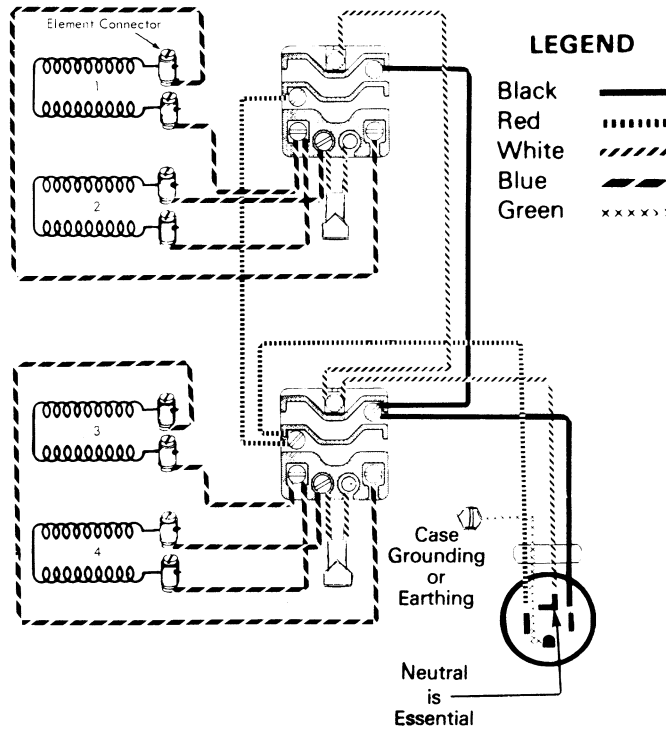 Element Connector
1
2
LEGEND
Black
Red
White
Blue
Green
3
4
Case
Grounding
or
Earthing
Neutral
is
Essential